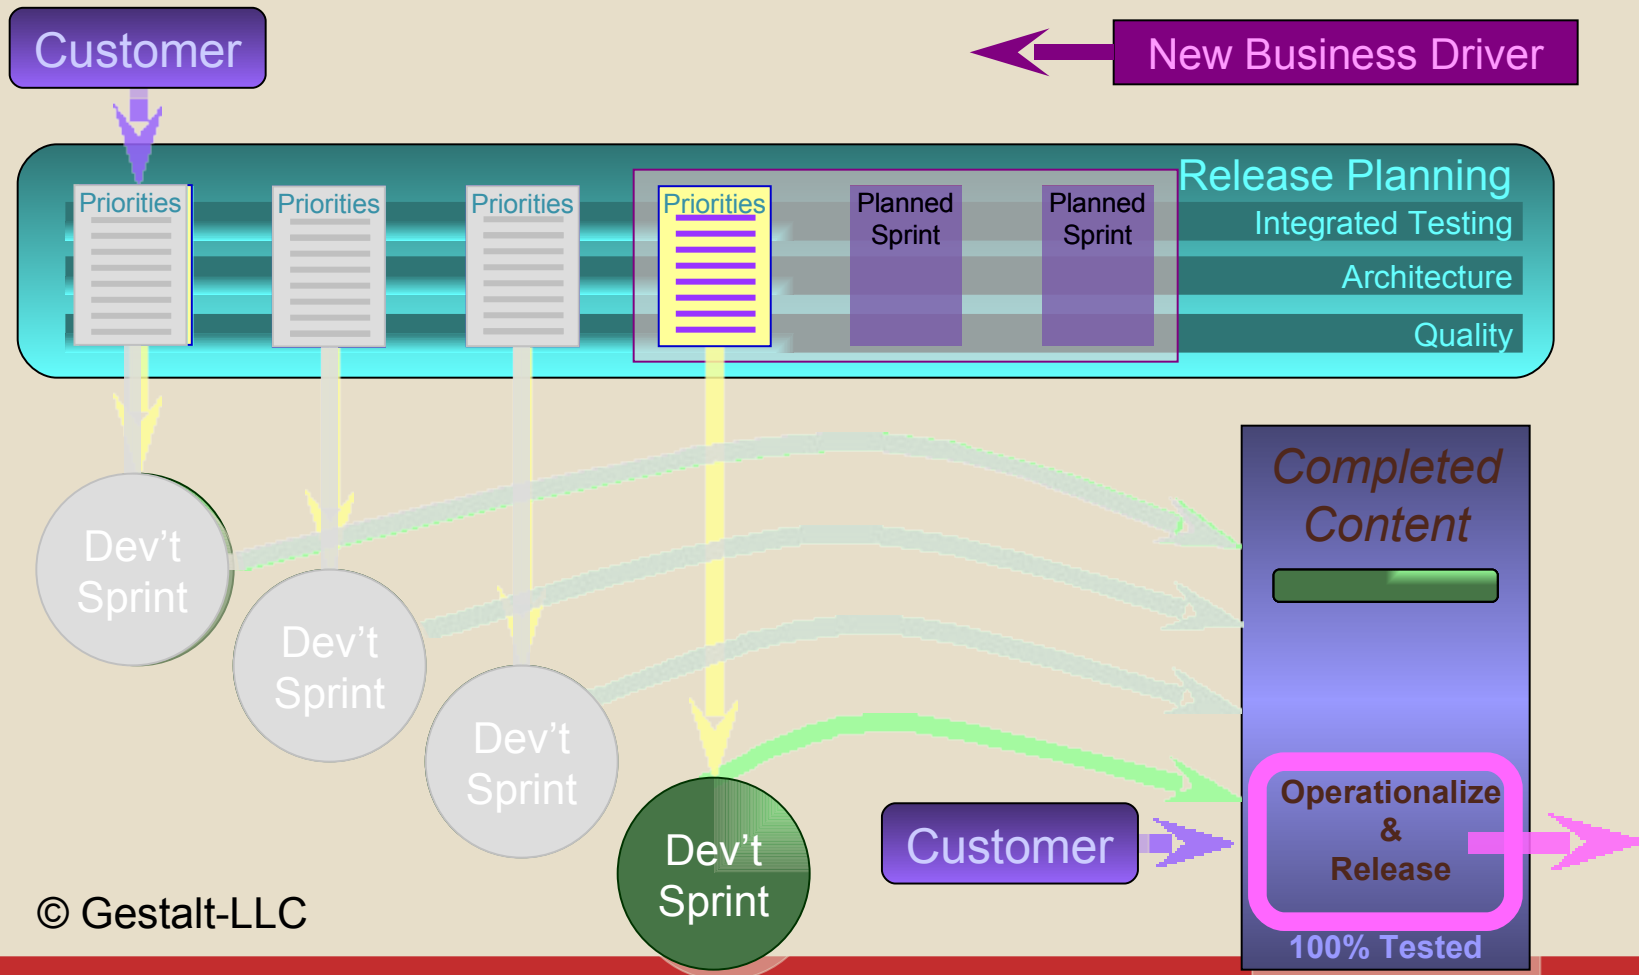 Customer
New Business Driver
Release Planning
Priorities
Priorities
Priorities
Priorities
Planned
Sprint
Planned
Sprint
Integrated Testing
Architecture
Quality
Completed
Content
Dev't
Sprint
Dev't
Sprint
Dev't
Sprint
Dev't
Sprint
Customer
Operationalize
&
Release
100% Tested
© Gestalt-LLC